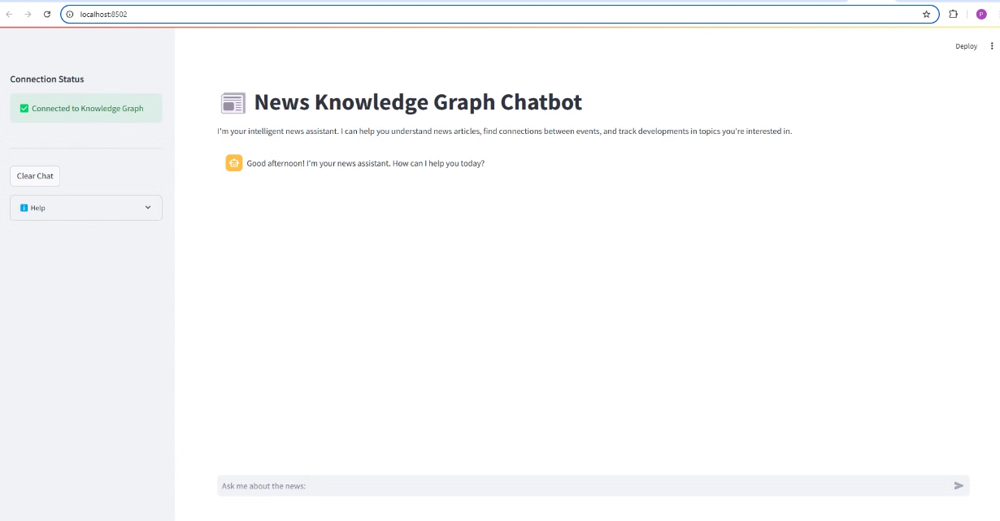 localhost:8502
P
Deploy
Connection Status
Connected to Knowledge Graph
Clear Chat
Help
News Knowledge Graph Chatbot
I'm your intelligent news assistant. I can help you understand news articles, find connections between events, and track developments in topics you're interested in.
Good afternoon! I'm your news assistant. How can I help you today?
Ask me about the news: